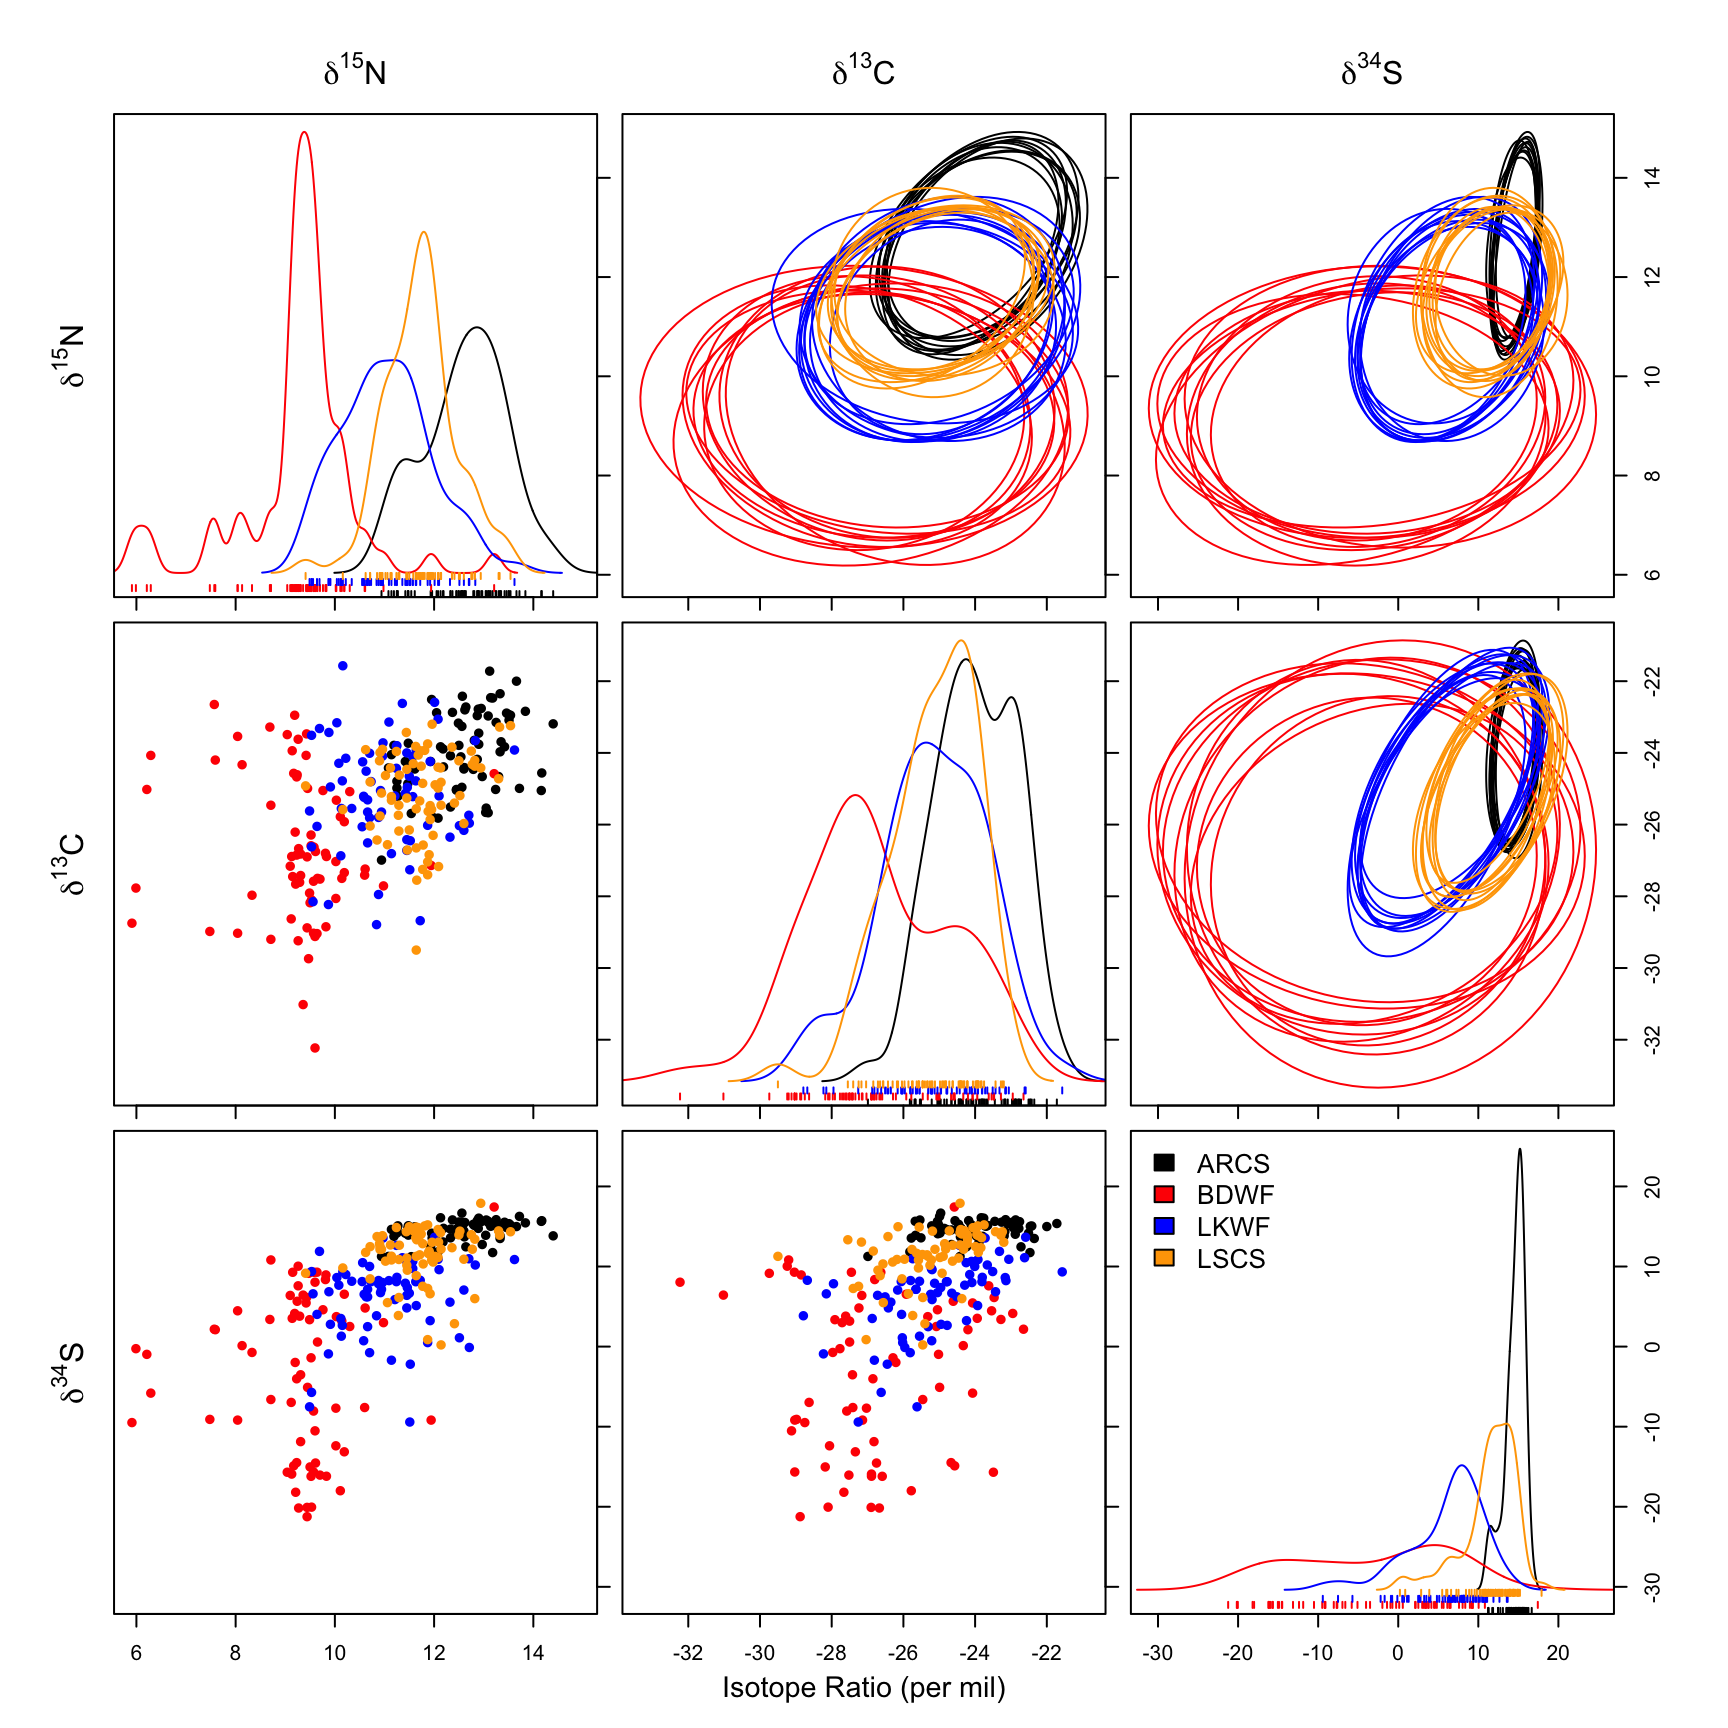 δ15N δ13C δ34S
δ15N
14
12
10
8
6
δ13C
-22
-24
-26
-28
-30
-32
δ34S
ARCS
BDWF
LKWF
LSCS
20
10
0
-10
-20
-30
6 8 10 12 14 -32 -30 -28 -26 -24 -22 -30 -20 -10 0 10 20
Isotope Ratio (per mil)